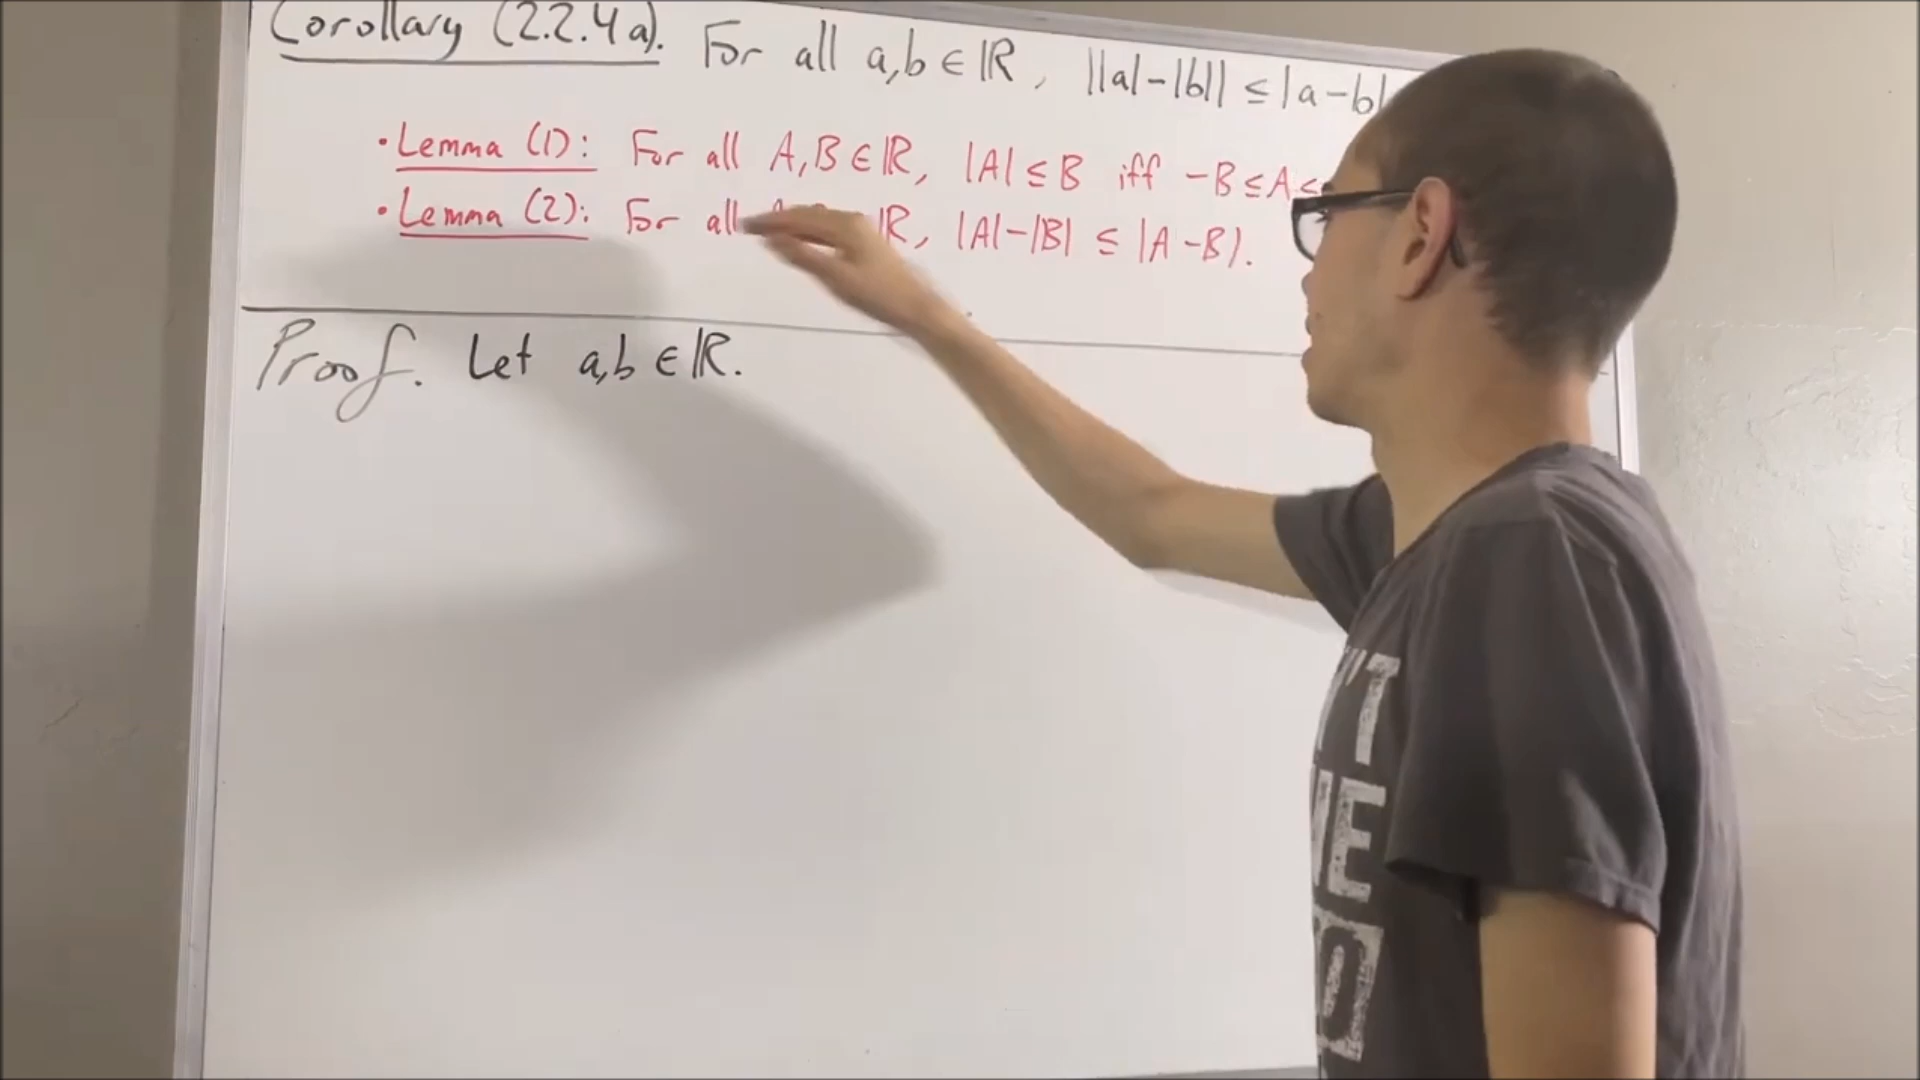 Corollary (2.2.4a). For all a,b ∈ ℝ, ||a|-|b|| ≤ |a-b|
• Lemma (1): For all A,B ∈ ℝ, |A| ≤ B iff -B ≤ A ≤
• Lemma (2): For all ℝ, |A|-|B| ≤ |A-B|.
Proof. Let a,b ∈ ℝ.